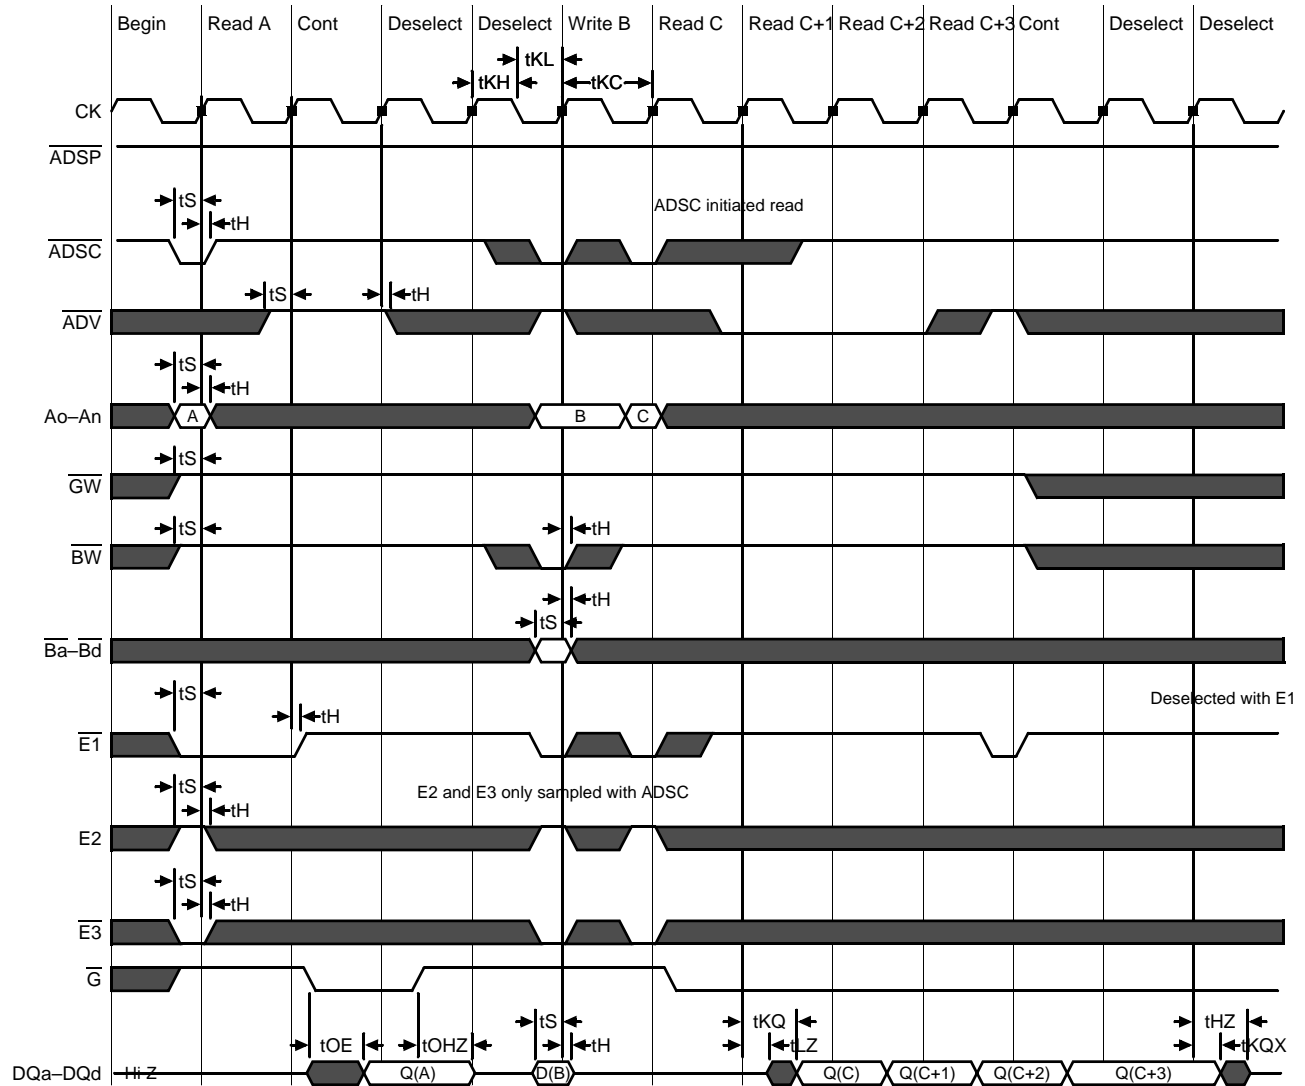 Begin Read A Cont Deselect Deselect Write B Read C Read C+1 Read C+2 Read C+3 Cont Deselect Deselect
tKL
tKH tKC
CK
ADSP
tS
tH
ADSC initiated read
ADSC
tS tH
ADV
tS
tH
Ao–An A B C
tS
GW
tS tH
BW
tH
tS
Ba–Bd
tS
Deselected with E1
tH
E1
tS
E2 and E3 only sampled with ADSC
tH
E2
tS
tH
E3
G
tS tKQ tHZ
tOE tOHZ tH tLZ tKQX
DQa–DQd Hi-Z Q(A) D(B) Q(C) Q(C+1) Q(C+2) Q(C+3)